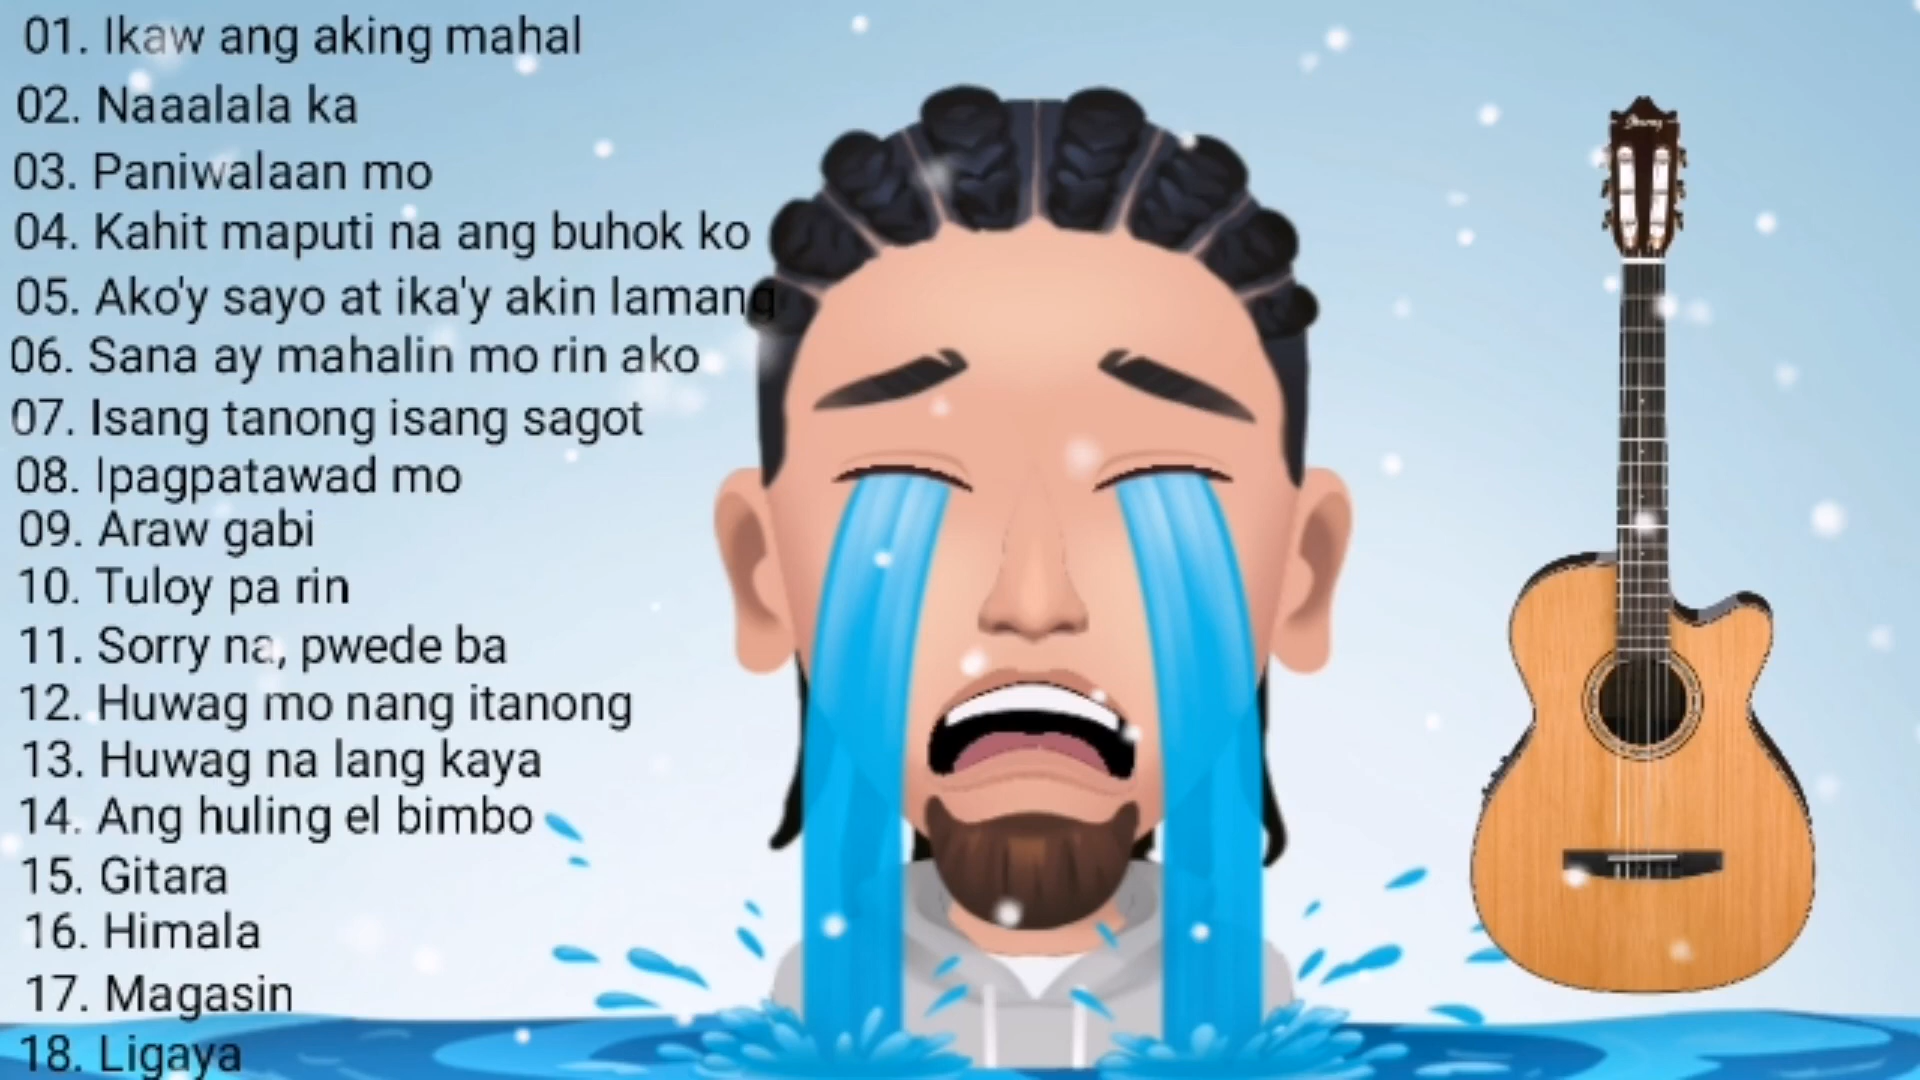 01. Ikaw ang aking mahal
02. Naaalala ka
03. Paniwalaan mo
04. Kahit maputi na ang buhok ko
05. Ako'y sayo at ika'y akin lamang
06. Sana ay mahalin mo rin ako
07. Isang tanong isang sagot
08. Ipagpatawad mo
09. Araw gabi
10. Tuloy pa rin
11. Sorry na, pwede ba
12. Huwag mo nang itanong
13. Huwag na lang kaya
14. Ang huling el bimbo
15. Gitara
16. Himala
17. Magasin
18. Ligaya
Ibanez